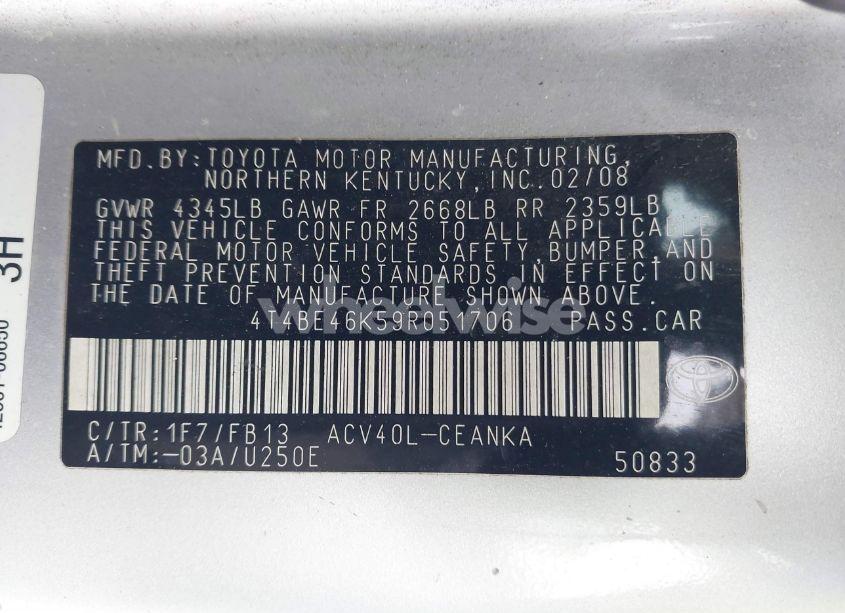 MFD.BY:TOYOTA MOTOR MANUFACTURING,
NORTHERN KENTUCKY,INC.02/08
GVWR 4345LB GAWR FR 2668LB RR 2359LB
THIS VEHICLE CONFORMS TO ALL APPLICABLE
FEDERAL MOTOR VEHICLE SAFETY,BUMPER,AND
THEFT PREVENTION STANDARDS IN EFFECT ON
THE DATE OF MANUFACTURE SHOWN ABOVE.
wheelwise
4T4BE46K59R051706 PASS.CAR
C/TR:1F7/FB13 ACV40L-CEANKA
A/TM:-03A/U250E 50833
3H